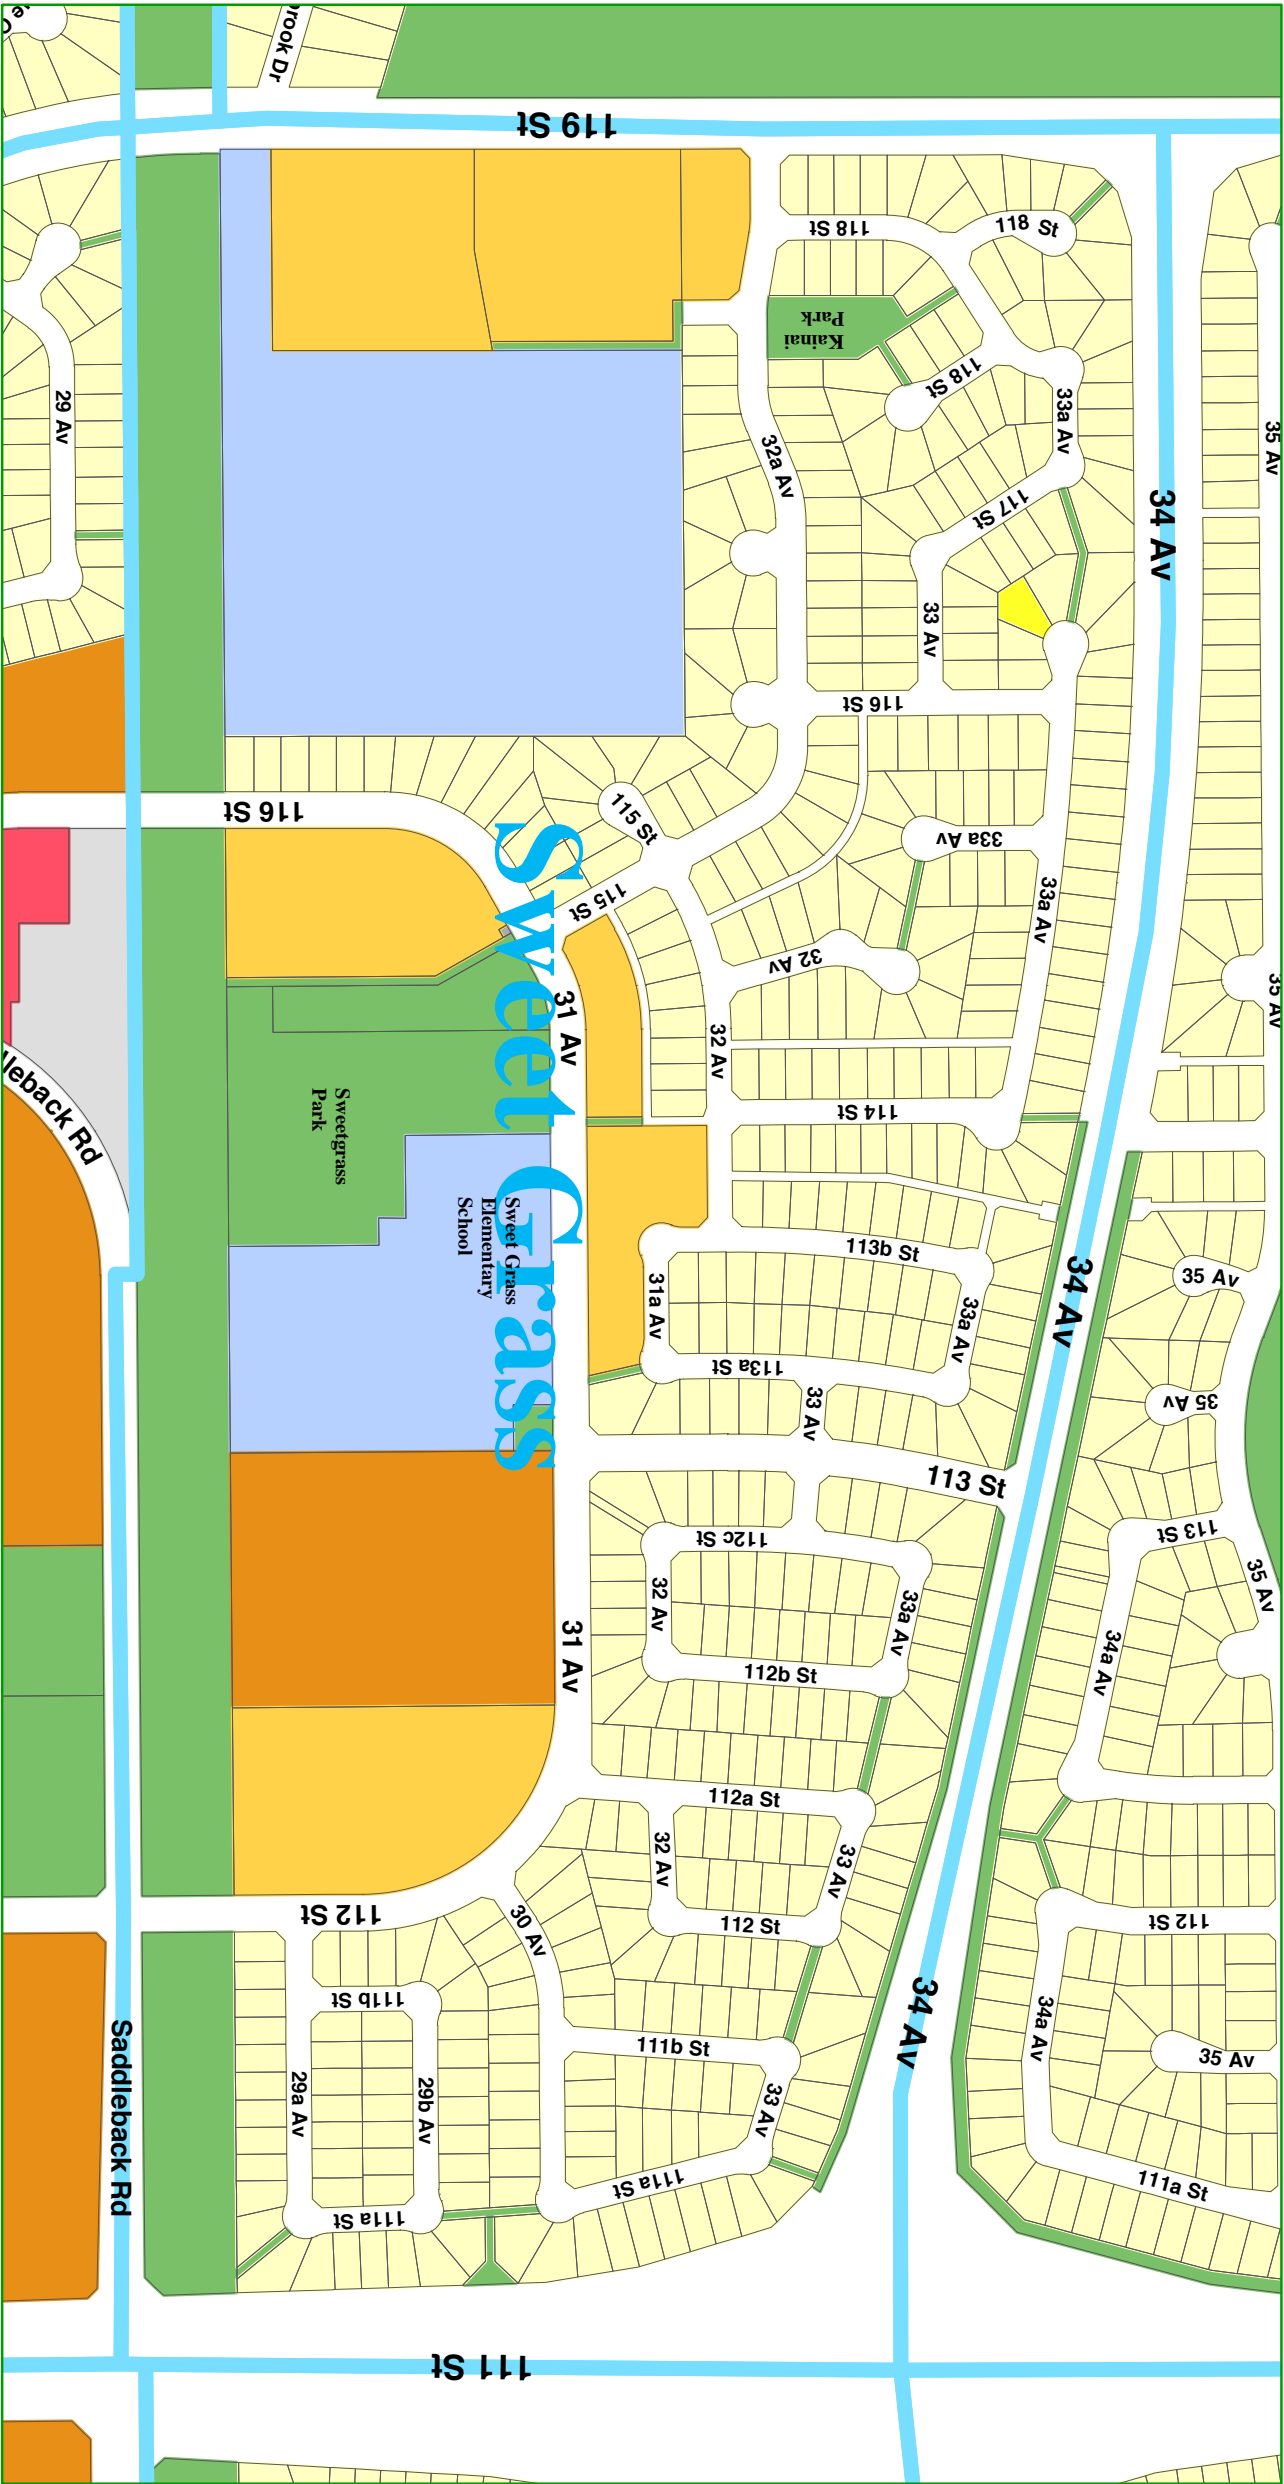 rook Dr
119 St
118 St
118 St
Kainai
Park
118 St
29 Av
33a Av
35 Av
32a Av
117 St
34 Av
33 Av
116 St
116 St
115 St
33a Av
115 St
33a Av
32 Av
31 Av
32 Av
35 Av
lleback Rd
Sweetgrass
Park
114 St
Sweet Grass
Sweet Grass
Elementary
School
113b St
31a Av
33a Av
34 Av
35 Av
113a St
33 Av
35 Av
113 St
112c St
113 St
32 Av
33a Av
35 Av
31 Av
112b St
34a Av
112a St
32 Av
33 Av
112 St
30 Av
112 St
112 St
111b St
34 Av
34a Av
Saddleback Rd
111b St
35 Av
29a Av
29b Av
33 Av
111a St
111a St
111a St
111 St